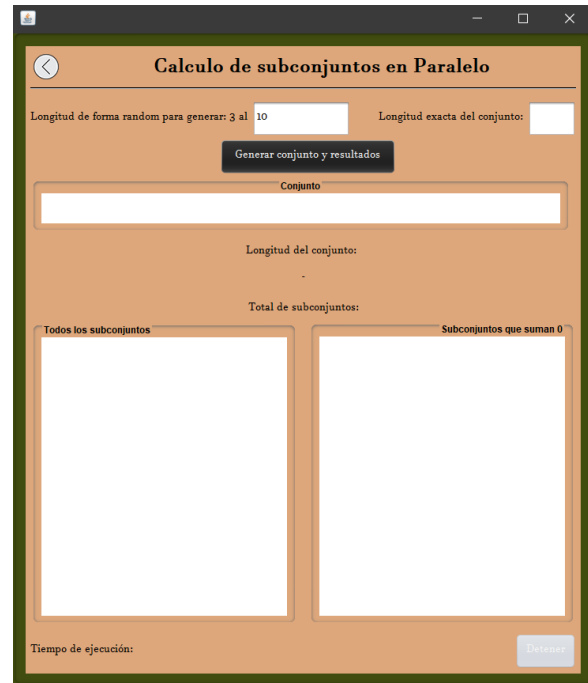 Calculo de subconjuntos en Paralelo
Longitud de forma random para generar: 3 al 10 Longitud exacta del conjunto:
Generar conjunto y resultados
Conjunto
Longitud del conjunto:
-
Total de subconjuntos:
Todos los subconjuntos Subconjuntos que suman 0
Tiempo de ejecución: Detener